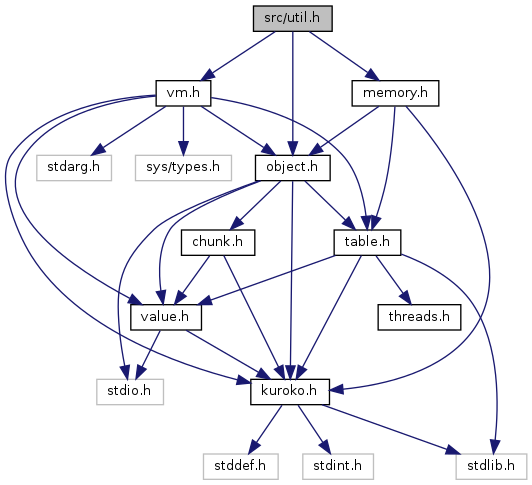 src/util.h
vm.h
memory.h
stdarg.h
sys/types.h
object.h
chunk.h
table.h
value.h
threads.h
stdio.h
kuroko.h
stddef.h
stdint.h
stdlib.h